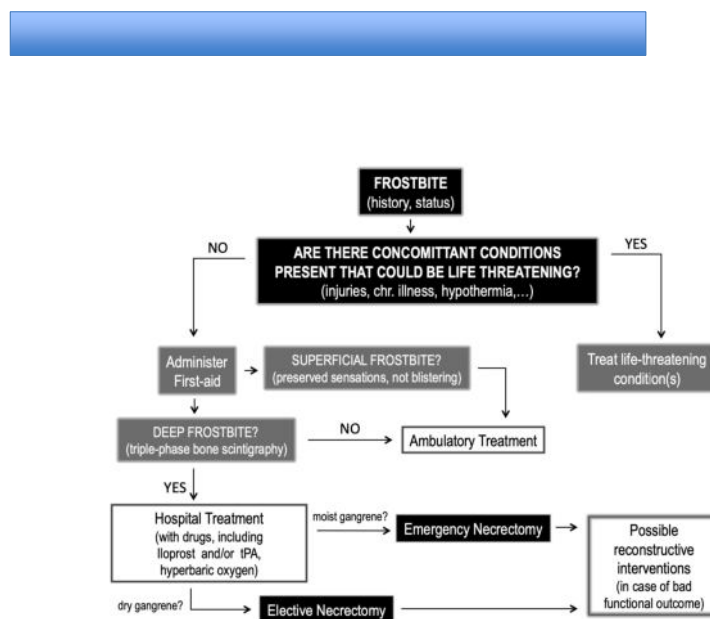 FROSTBITE
(history, status)
NO
ARE THERE CONCOMITTANT CONDITIONS
PRESENT THAT COULD BE LIFE THREATENING?
(injuries, chr. illness, hypothermia,...)
YES
Administer
First-aid
SUPERFICIAL FROSTBITE?
(preserved sensations, not blistering)
Treat life-threatening
condition(s)
DEEP FROSTBITE?
(triple-phase bone scintigraphy)
NO
Ambulatory Treatment
YES
Hospital Treatment
(with drugs, including
Iloprost and/or tPA,
hyperbaric oxygen)
moist gangrene?
Emergency Necrectomy
Possible
reconstructive
interventions
(in case of bad
functional outcome)
dry gangrene?
Elective Necrectomy